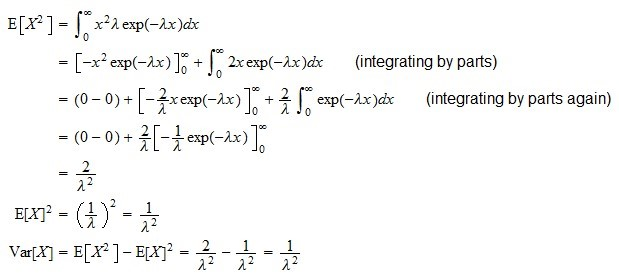 E[X²] = ∫₀^∞ x²λ exp(−λx)dx
= [−x² exp(−λx)]₀^∞ + ∫₀^∞ 2x exp(−λx)dx (integrating by parts)
= (0 − 0) + [−2/λ x exp(−λx)]₀^∞ + 2/λ ∫₀^∞ exp(−λx)dx (integrating by parts again)
= (0 − 0) + 2/λ [−1/λ exp(−λx)]₀^∞
= 2/λ²
E[X]² = (1/λ)² = 1/λ²
Var[X] = E[X²] − E[X]² = 2/λ² − 1/λ² = 1/λ²